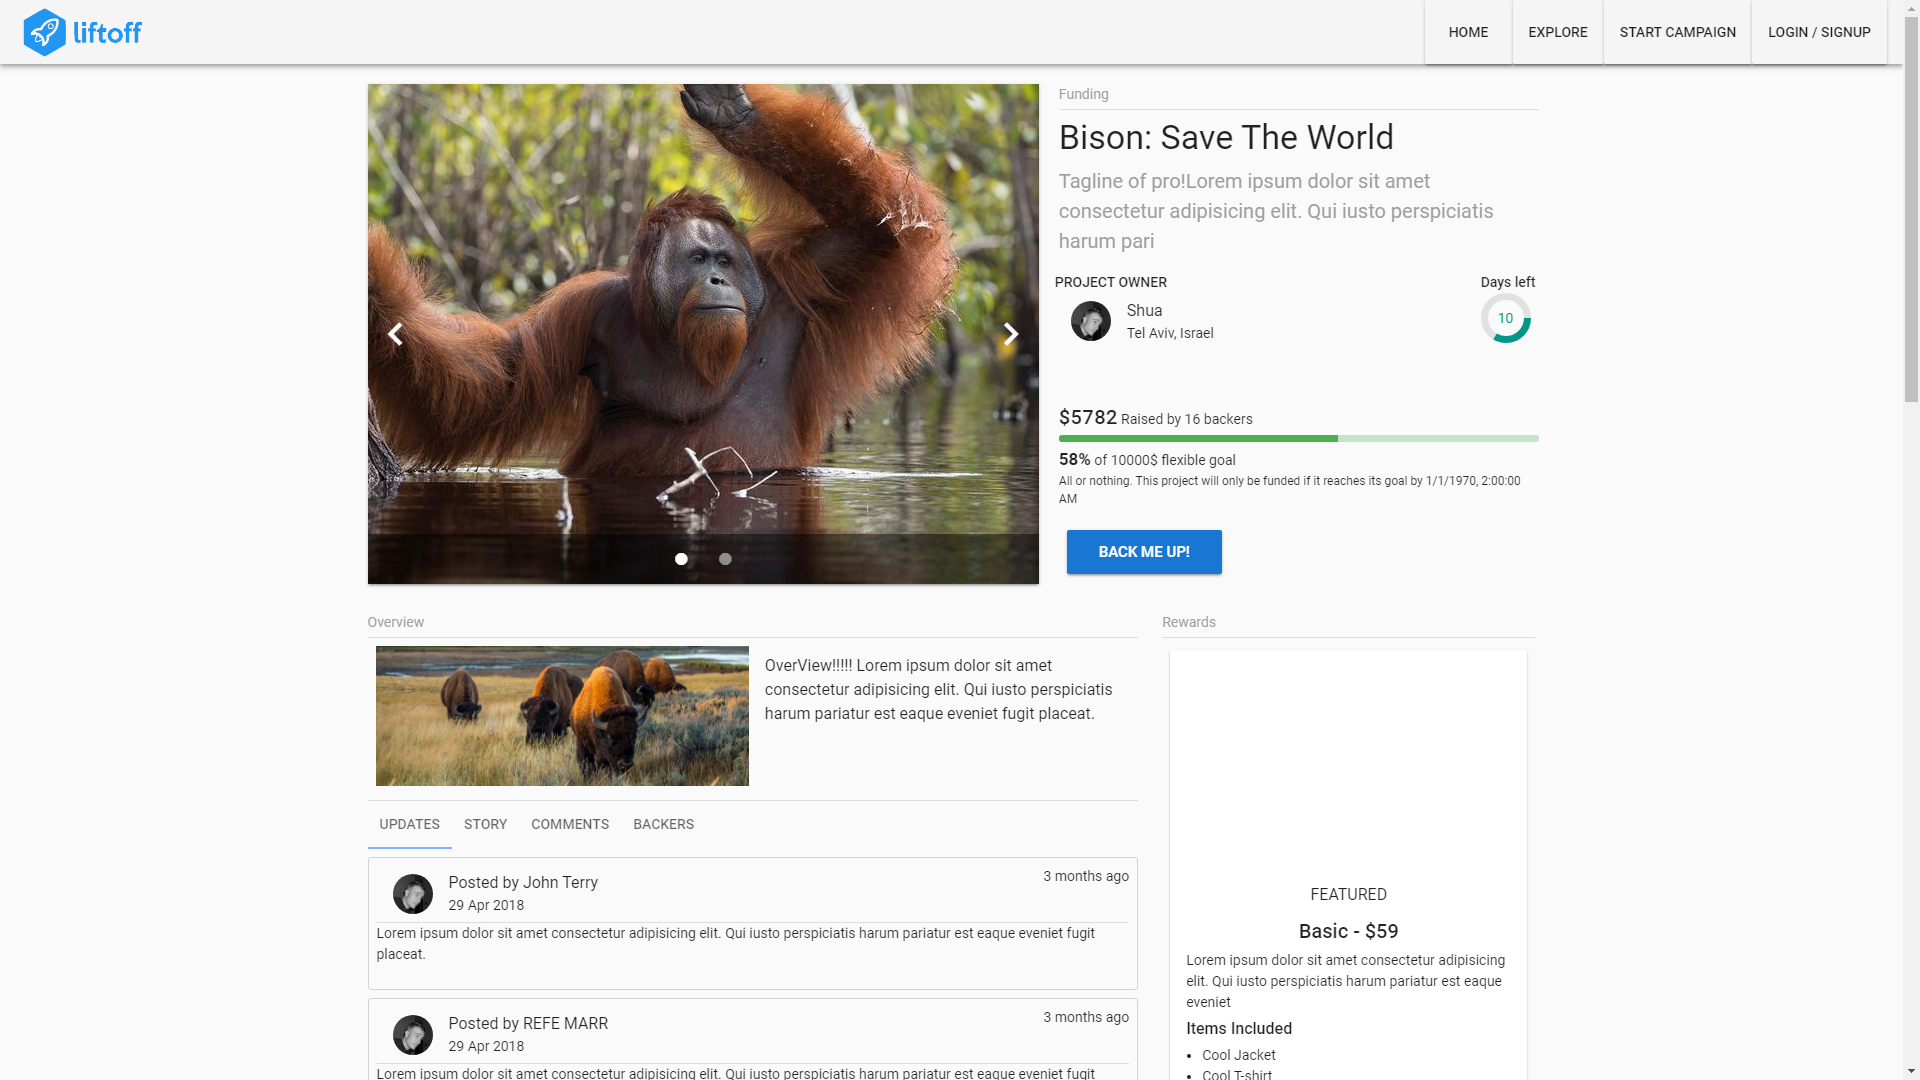 liftoff
HOME
EXPLORE
START CAMPAIGN
LOGIN / SIGNUP
Funding
Bison: Save The World
Tagline of pro!Lorem ipsum dolor sit amet
consectetur adipisicing elit. Qui iusto perspiciatis
harum pari
PROJECT OWNER
Days left
Shua
Tel Aviv, Israel
10
$5782 Raised by 16 backers
58% of 10000$ flexible goal
All or nothing. This project will only be funded if it reaches its goal by 1/1/1970, 2:00:00
AM
BACK ME UP!
Overview
OverView!!!!! Lorem ipsum dolor sit amet
consectetur adipisicing elit. Qui iusto perspiciatis
harum pariatur est eaque eveniet fugit placeat.
UPDATES
STORY
COMMENTS
BACKERS
Posted by John Terry
29 Apr 2018
3 months ago
Lorem ipsum dolor sit amet consectetur adipisicing elit. Qui iusto perspiciatis harum pariatur est eaque eveniet fugit
placeat.
Posted by REFE MARR
29 Apr 2018
3 months ago
Lorem ipsum dolor sit amet consectetur adipisicing elit. Qui iusto perspiciatis harum pariatur est eaque eveniet fugit
Rewards
FEATURED
Basic - $59
Lorem ipsum dolor sit amet consectetur adipisicing
elit. Qui iusto perspiciatis harum pariatur est eaque
eveniet
Items Included
Cool Jacket
Cool T-shirt